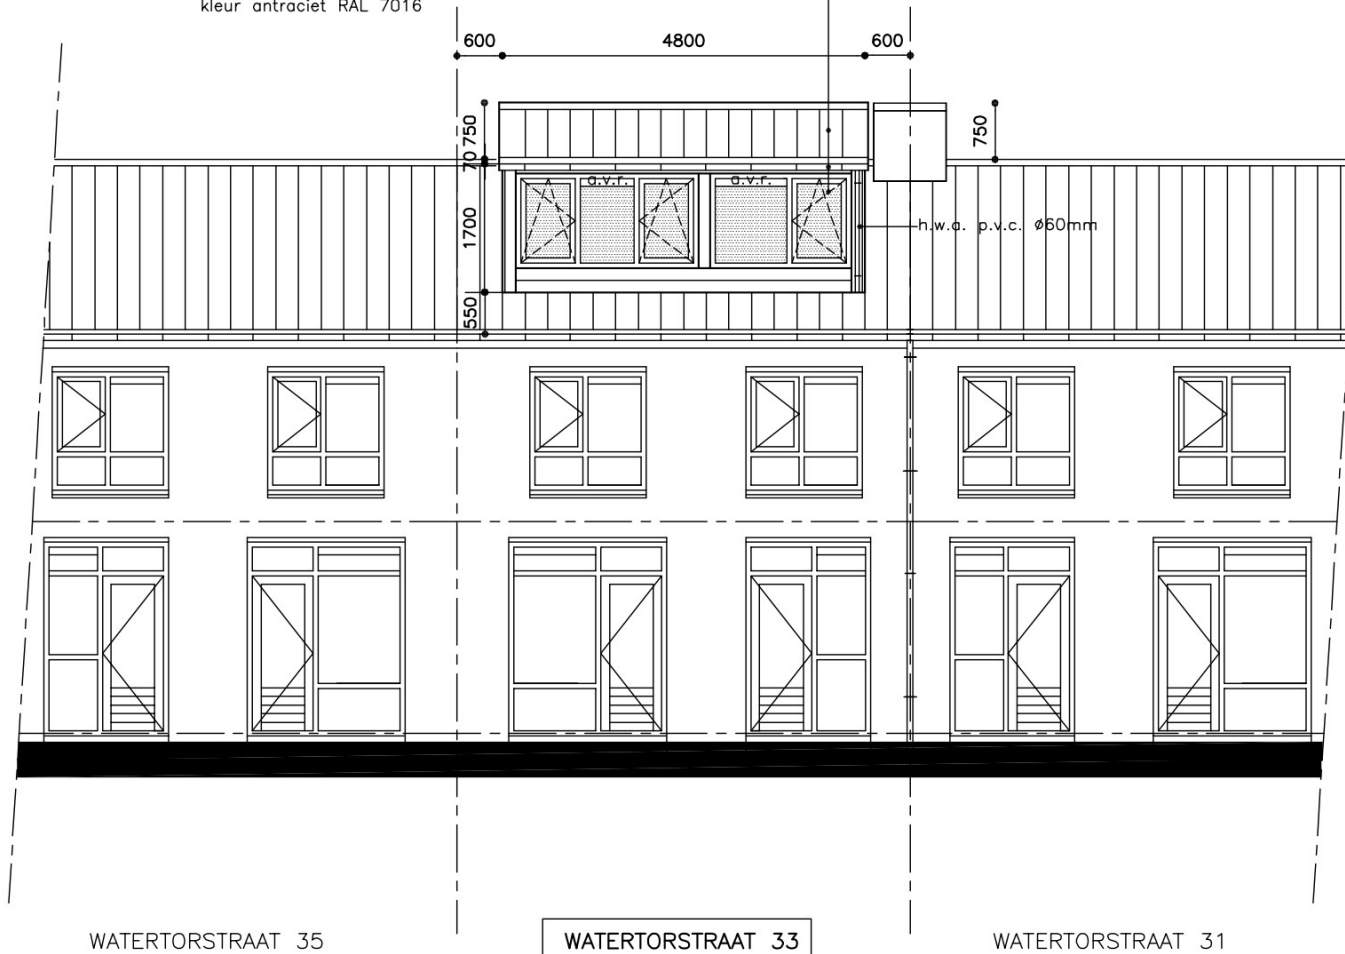 kleur antraciet RAL 7016
600
4800
600
750
70
1700
550
750
a.v.r.
a.v.r.
h.w.a. p.v.c. ø60mm
WATERTORSTRAAT 35
WATERTORSTRAAT 33
WATERTORSTRAAT 31